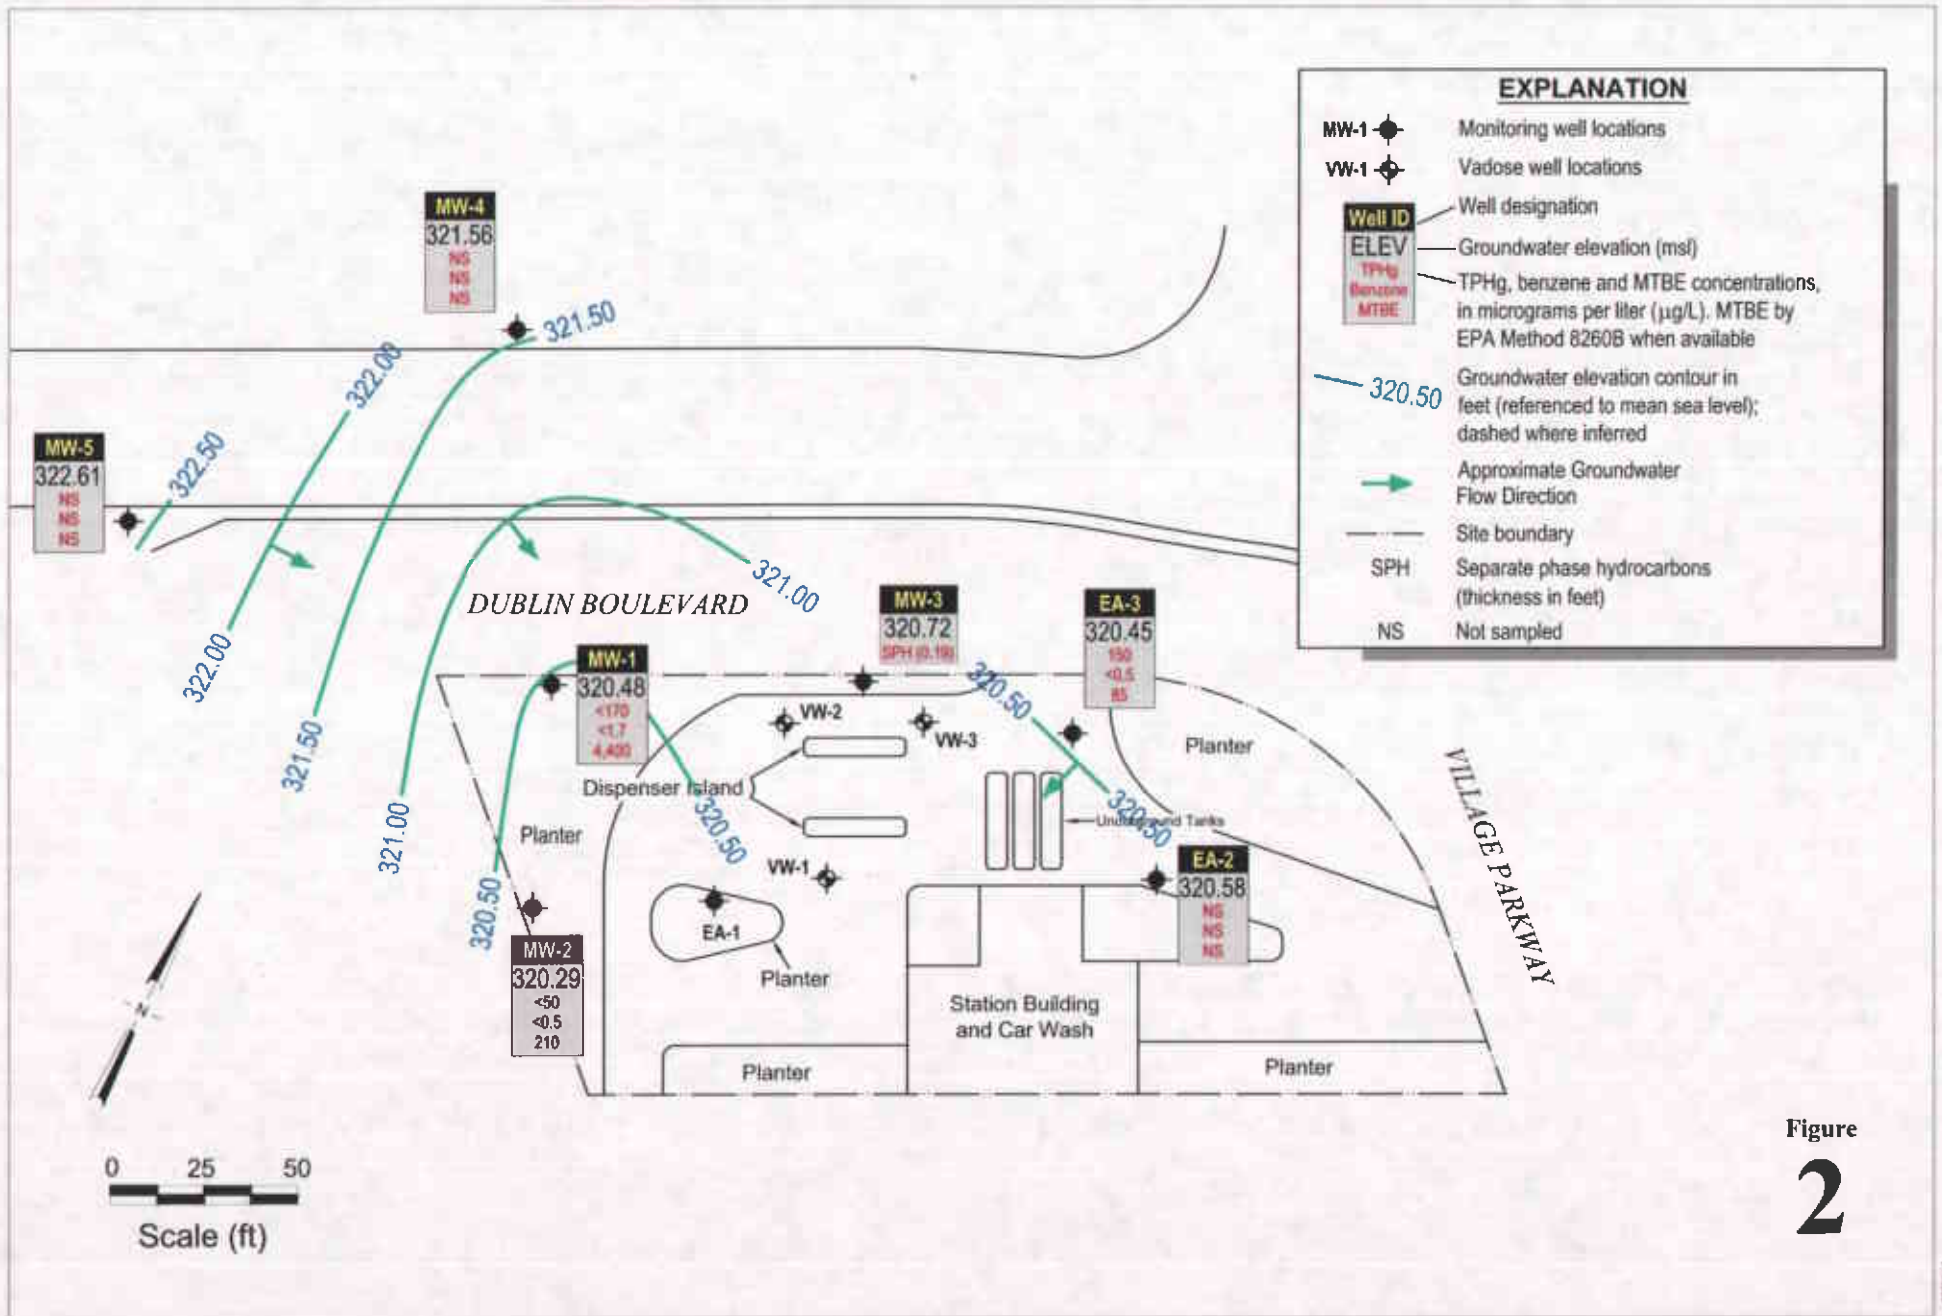 EXPLANATION
MW-1 Monitoring well locations
VW-1 Vadose well locations
Well ID Well designation
ELEV Groundwater elevation (msl)
TPHg
Benzene
MTBE
TPHg, benzene and MTBE concentrations,
in micrograms per liter (µg/L). MTBE by
EPA Method 8260B when available
320.50
Groundwater elevation contour in
feet (referenced to mean sea level);
dashed where inferred
Approximate Groundwater
Flow Direction
Site boundary
SPH Separate phase hydrocarbons
(thickness in feet)
NS Not sampled
MW-4
321.56
NS
NS
NS
321.50
322.00
MW-5
322.61
NS
NS
NS
322.50
322.00
321.50
321.00
321.00
DUBLIN BOULEVARD
MW-1
320.48
<170
<1.7
4,400
MW-3
320.72
SPH (0.19)
EA-3
320.45
150
<0.5
85
320.50
VW-2
VW-3
Planter
Dispenser Island
320.50
320.50
Underground Tanks
Planter
VW-1
EA-2
320.58
NS
NS
NS
VILLAGE PARKWAY
320.50
EA-1
MW-2
320.29
<50
<0.5
210
Planter
Station Building
and Car Wash
Planter
Planter
N
0 25 50
Scale (ft)
Figure
2